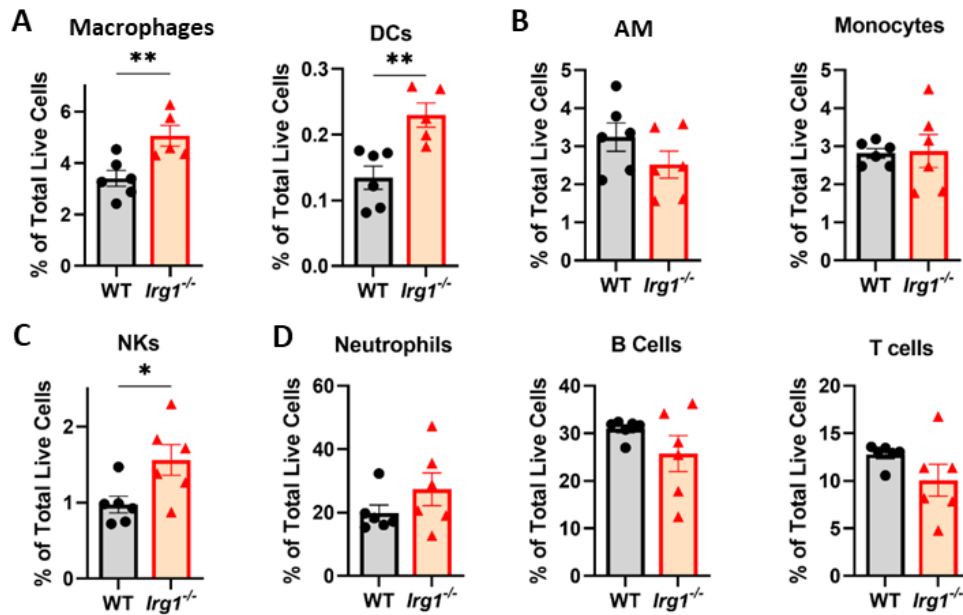 A
Macrophages
**
% of Total Live Cells
6
4
2
0
WT Irg1-/-
DCs
**
% of Total Live Cells
0.3
0.2
0.1
0.0
WT Irg1-/-
B
AM
% of Total Live Cells
5
4
3
2
1
0
WT Irg1-/-
Monocytes
% of Total Live Cells
5
4
3
2
1
0
WT Irg1-/-
C
NKs
*
% of Total Live Cells
2
1
0
WT Irg1-/-
D
Neutrophils
% of Total Live Cells
60
40
20
0
WT Irg1-/-
B Cells
% of Total Live Cells
40
30
20
10
0
WT Irg1-/-
T cells
% of Total Live Cells
20
15
10
5
0
WT Irg1-/-